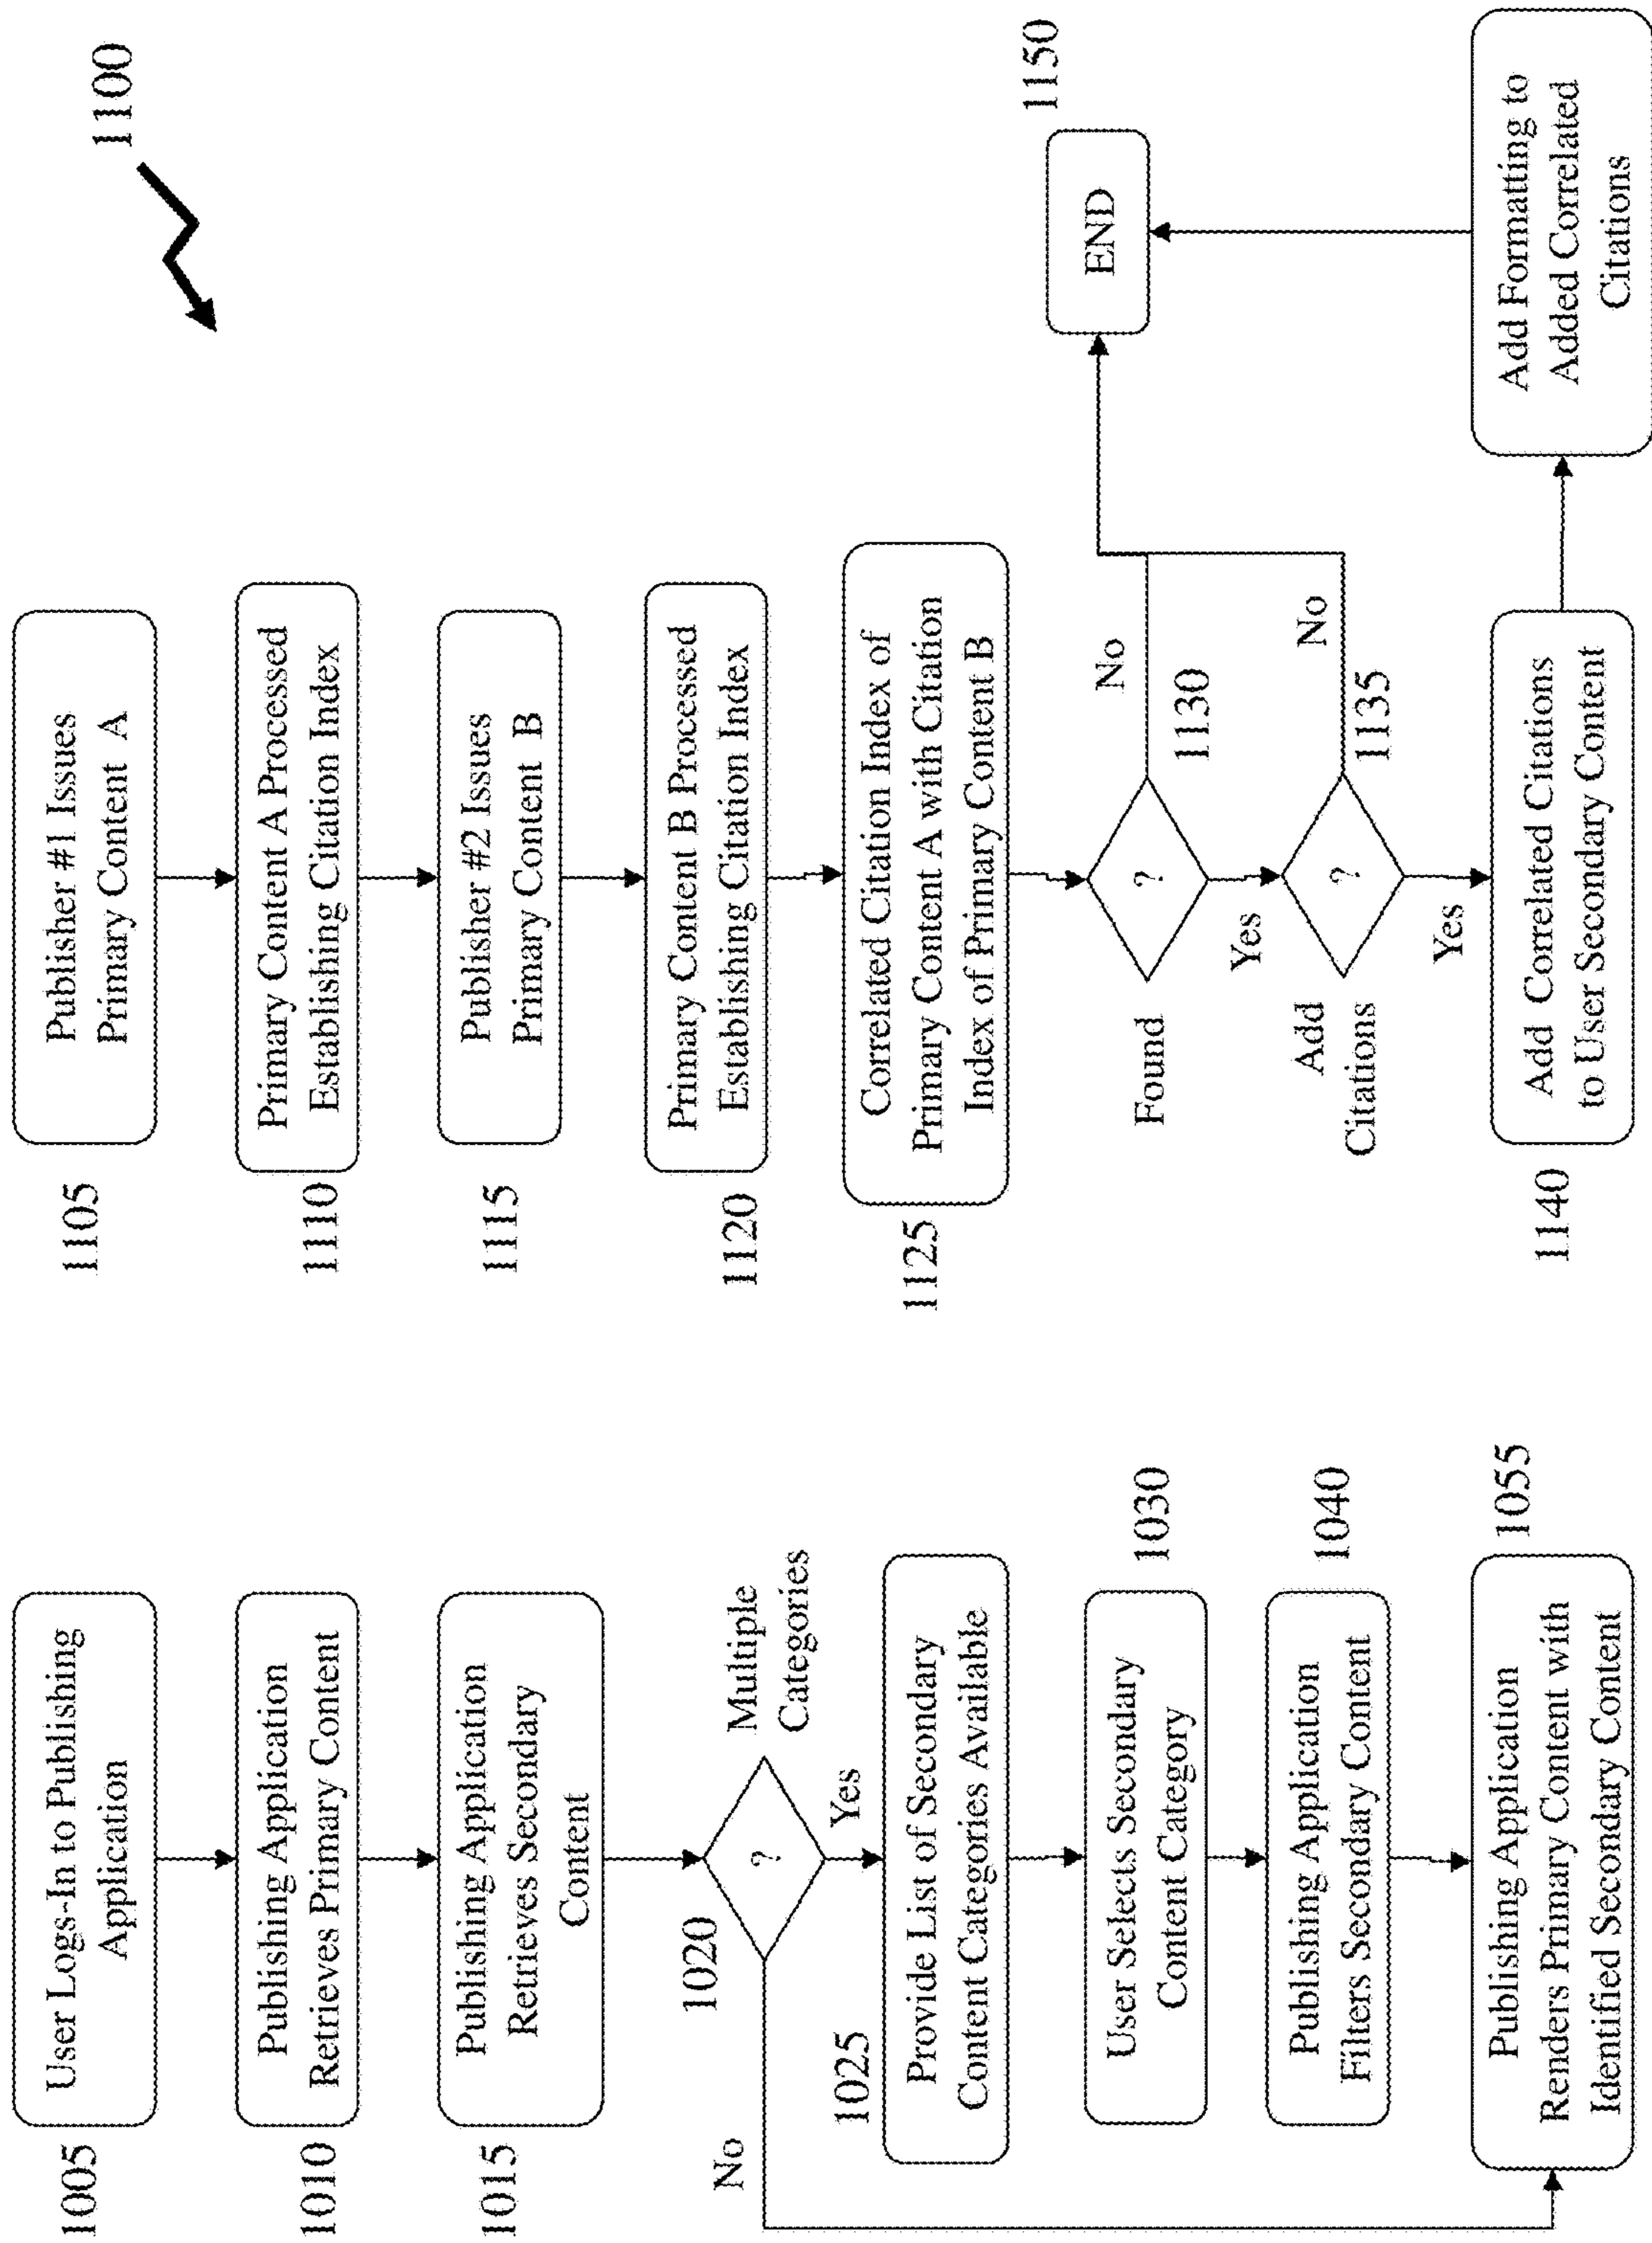 1005
User Logs-In to Publishing
Application
1010
Publishing Application
Retrieves Primary Content
1015
Publishing Application
Retrieves Secondary
Content
1020
?
Multiple
Categories
No
Yes
1025
Provide List of Secondary
Content Categories Available
User Selects Secondary
Content Category
1030
Publishing Application
Filters Secondary Content
1040
Publishing Application
Renders Primary Content with
Identified Secondary Content
1055
1100
1105
Publisher #1 Issues
Primary Content A
1110
Primary Content A Processed
Establishing Citation Index
1115
Publisher #2 Issues
Primary Content B
1120
Primary Content B Processed
Establishing Citation Index
1125
Correlated Citation Index of
Primary Content A with Citation
Index of Primary Content B
Found
?
1130
No
Yes
Add
Citations
?
1135
No
Yes
1140
Add Correlated Citations
to User Secondary Content
Add Formatting to
Added Correlated
Citations
END
1150